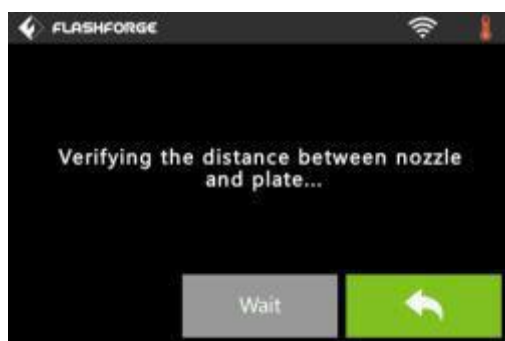 FLASHFORGE
Verifying the distance between nozzle
and plate...
Wait